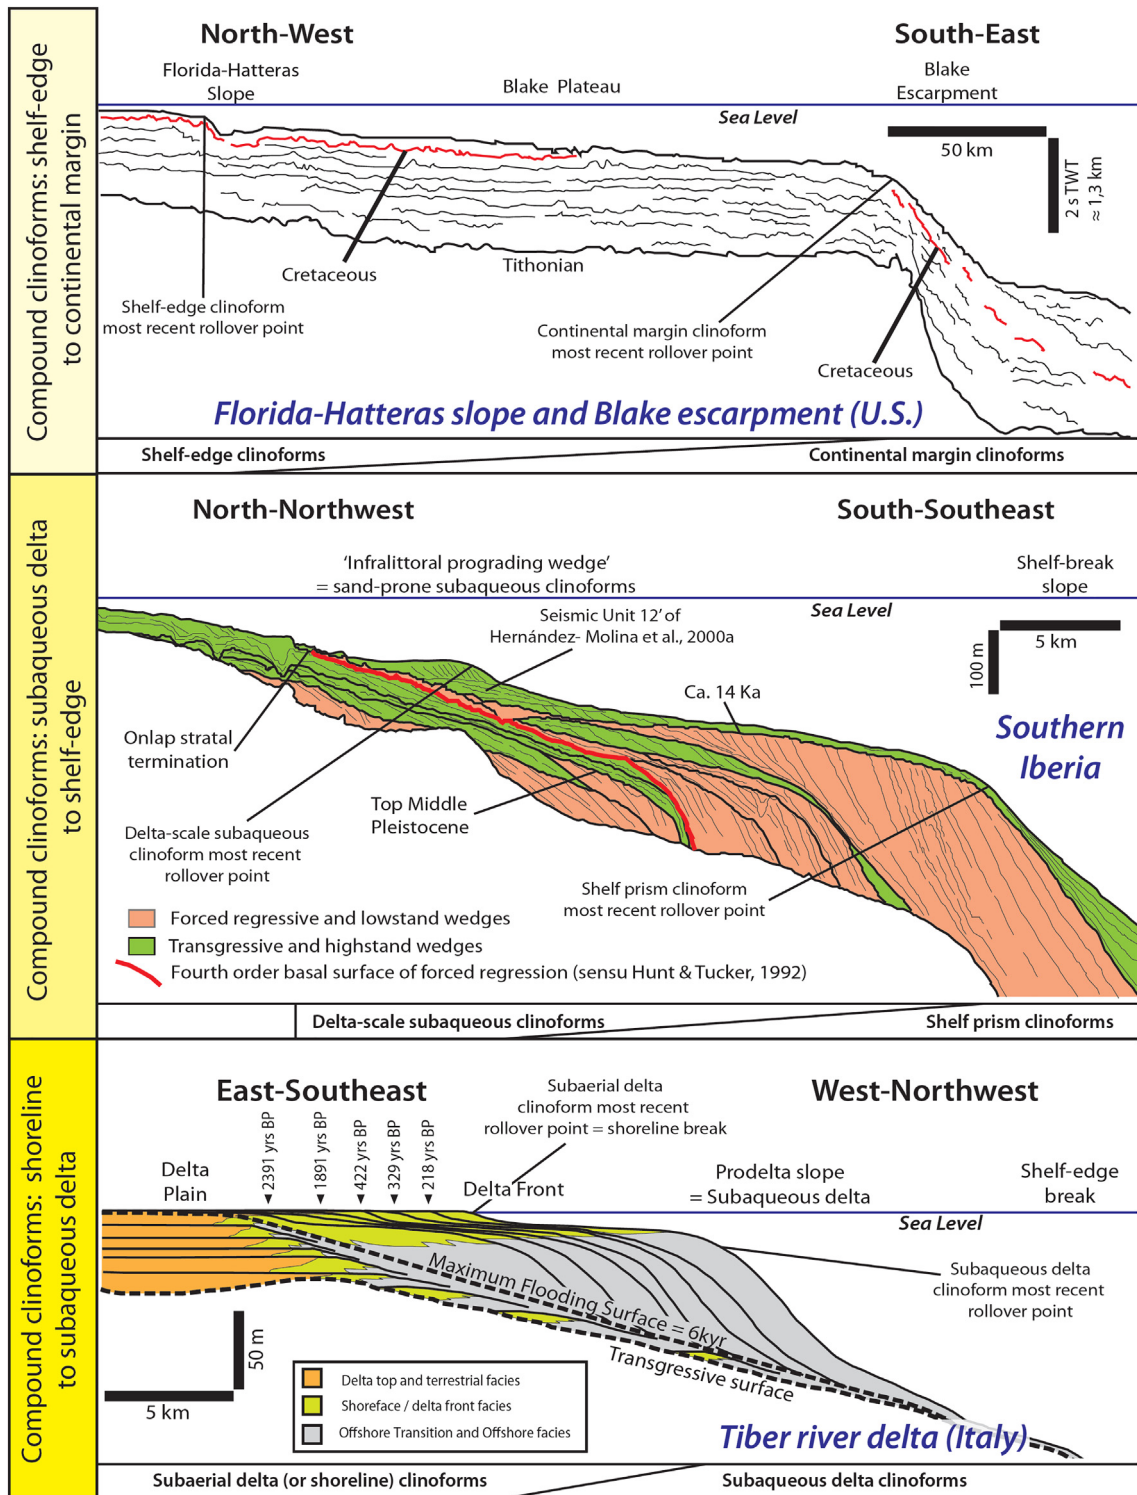 Compound clinoforms: shelf-edge
to continental margin
North-West
South-East
Florida-Hatteras
Slope
Blake Plateau
Blake
Escarpment
Sea Level
50 km
2 s TWT
≈ 1,3 km
Cretaceous
Tithonian
Shelf-edge clinoform
most recent rollover point
Continental margin clinoform
most recent rollover point
Cretaceous
Florida-Hatteras slope and Blake escarpment (U.S.)
Shelf-edge clinoforms
Continental margin clinoforms
Compound clinoforms: subaqueous delta
to shelf-edge
North-Northwest
South-Southeast
'Infralittoral prograding wedge'
= sand-prone subaqueous clinoforms
Shelf-break
slope
Sea Level
Seismic Unit 12' of
Hernández- Molina et al., 2000a
5 km
100 m
Ca. 14 Ka
Southern
Iberia
Onlap stratal
termination
Top Middle
Pleistocene
Delta-scale subaqueous
clinoform most recent
rollover point
Shelf prism clinoform
most recent rollover point
Forced regressive and lowstand wedges
Transgressive and highstand wedges
Fourth order basal surface of forced regression (sensu Hunt & Tucker, 1992)
Delta-scale subaqueous clinoforms
Shelf prism clinoforms
Compound clinoforms: shoreline
to subaqueous delta
East-Southeast
West-Northwest
Subaerial delta
clinoform most recent
rollover point = shoreline break
2391 yrs BP
1891 yrs BP
422 yrs BP
329 yrs BP
218 yrs BP
Delta
Plain
Delta Front
Prodelta slope
= Subaqueous delta
Shelf-edge
break
Sea Level
Maximum Flooding Surface = 6kyr
Subaqueous delta
clinoform most recent
rollover point
Transgressive surface
50 m
5 km
Delta top and terrestrial facies
Shoreface / delta front facies
Offshore Transition and Offshore facies
Tiber river delta (Italy)
Subaerial delta (or shoreline) clinoforms
Subaqueous delta clinoforms